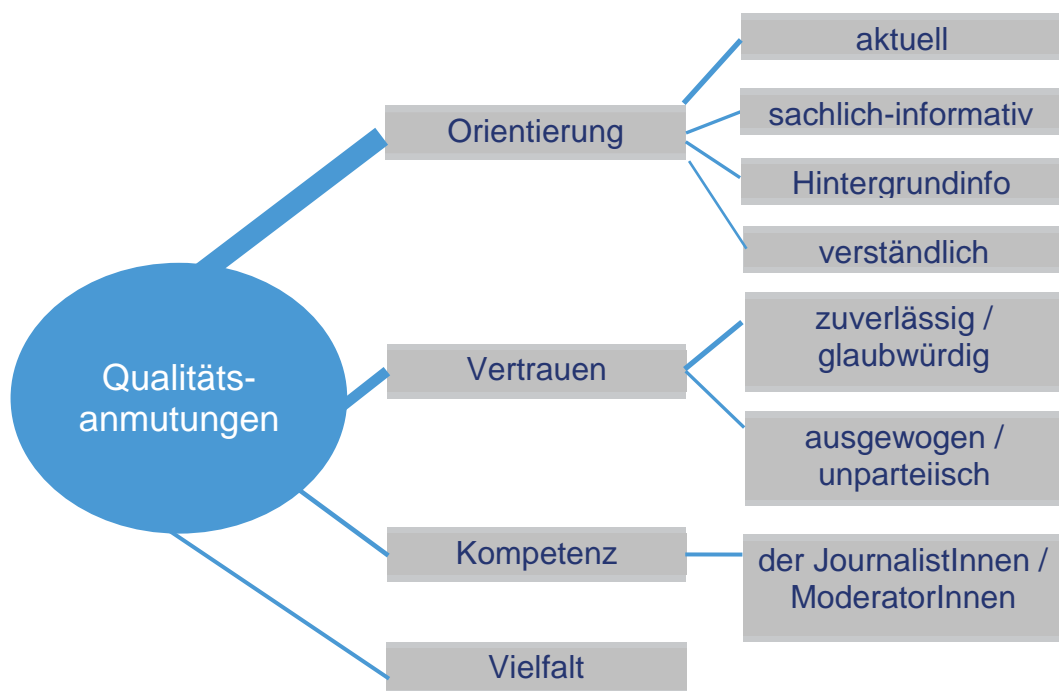 Qualitäts-
anmutungen
Orientierung
aktuell
sachlich-informativ
Hintergrundinfo
verständlich
Vertrauen
zuverlässig /
glaubwürdig
ausgewogen /
unparteiisch
Kompetenz
der JournalistInnen /
ModeratorInnen
Vielfalt